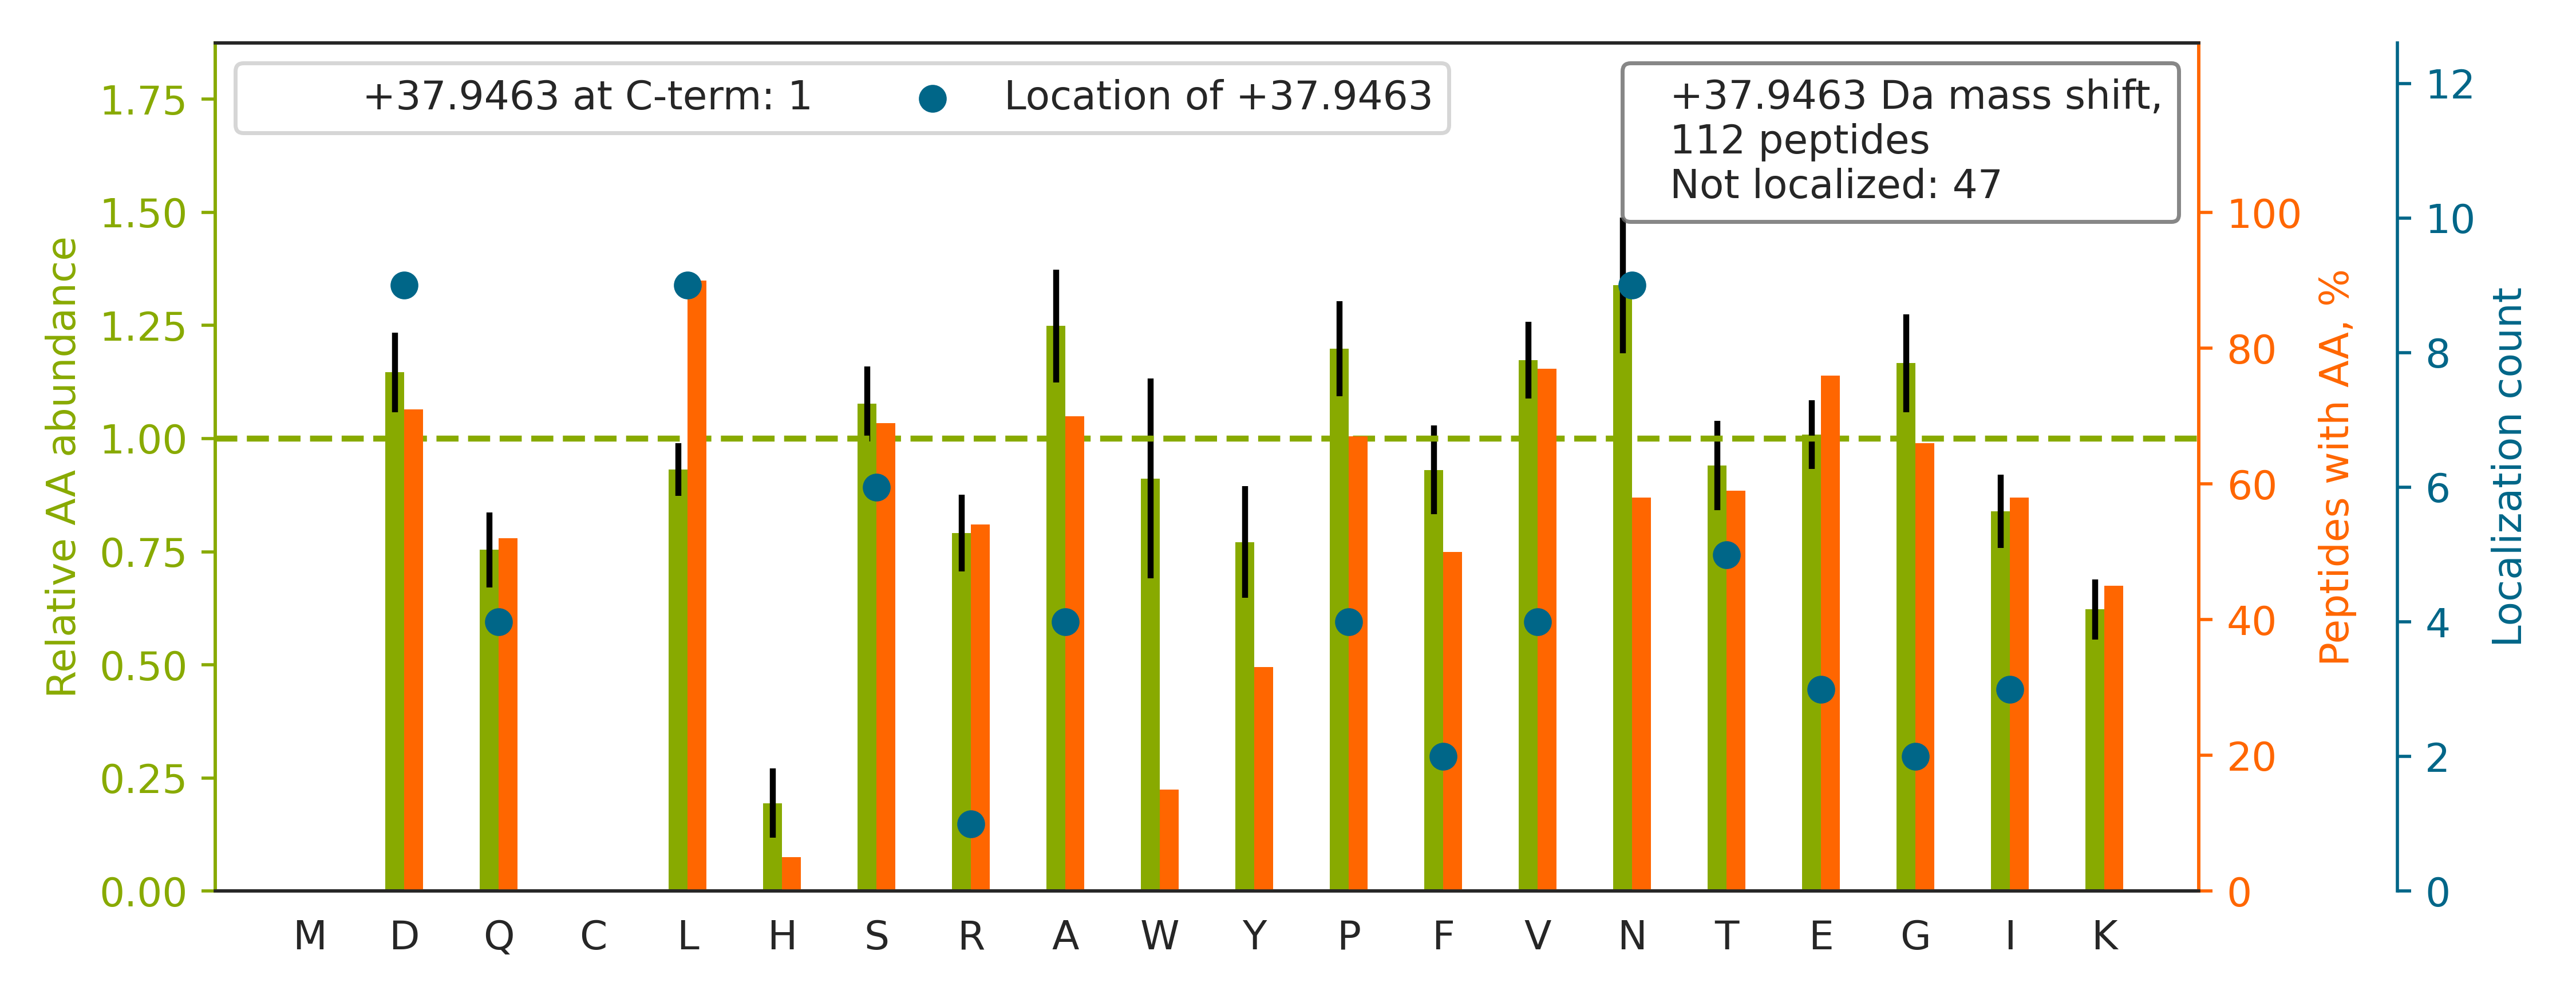 +37.9463 at C-term: 1
Location of +37.9463
+37.9463 Da mass shift,
112 peptides
Not localized: 47
Relative AA abundance
1.75
1.50
1.25
1.00
0.75
0.50
0.25
0.00
M D Q C L H S R A W Y P F V N T E G I K
100
80
60
40
20
0
Peptides with AA, %
12
10
8
6
4
2
0
Localization count